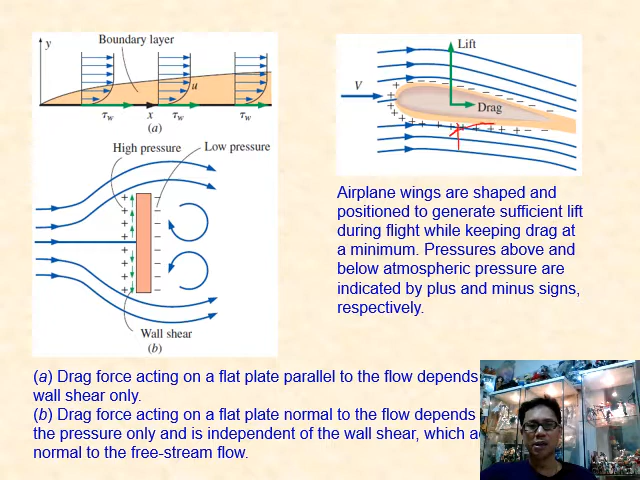 y
Boundary layer
u
τw
x
τw
τw
(a)
High pressure
Low pressure
+ + + + + + + +
− − − − − − − −
Wall shear
(b)
Lift
V
Drag
Airplane wings are shaped and
positioned to generate sufficient lift
during flight while keeping drag at
a minimum. Pressures above and
below atmospheric pressure are
indicated by plus and minus signs,
respectively.
(a) Drag force acting on a flat plate parallel to the flow depends
wall shear only.
(b) Drag force acting on a flat plate normal to the flow depends
the pressure only and is independent of the wall shear, which
normal to the free-stream flow.